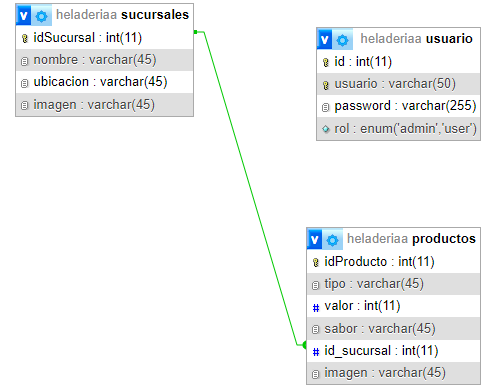 v heladeriaa sucursales
idSucursal : int(11)
nombre : varchar(45)
ubicacion : varchar(45)
imagen : varchar(45)
v heladeriaa usuario
id : int(11)
usuario : varchar(50)
password : varchar(255)
rol : enum('admin','user')
v heladeriaa productos
idProducto : int(11)
tipo : varchar(45)
# valor : int(11)
sabor : varchar(45)
# id_sucursal : int(11)
imagen : varchar(45)